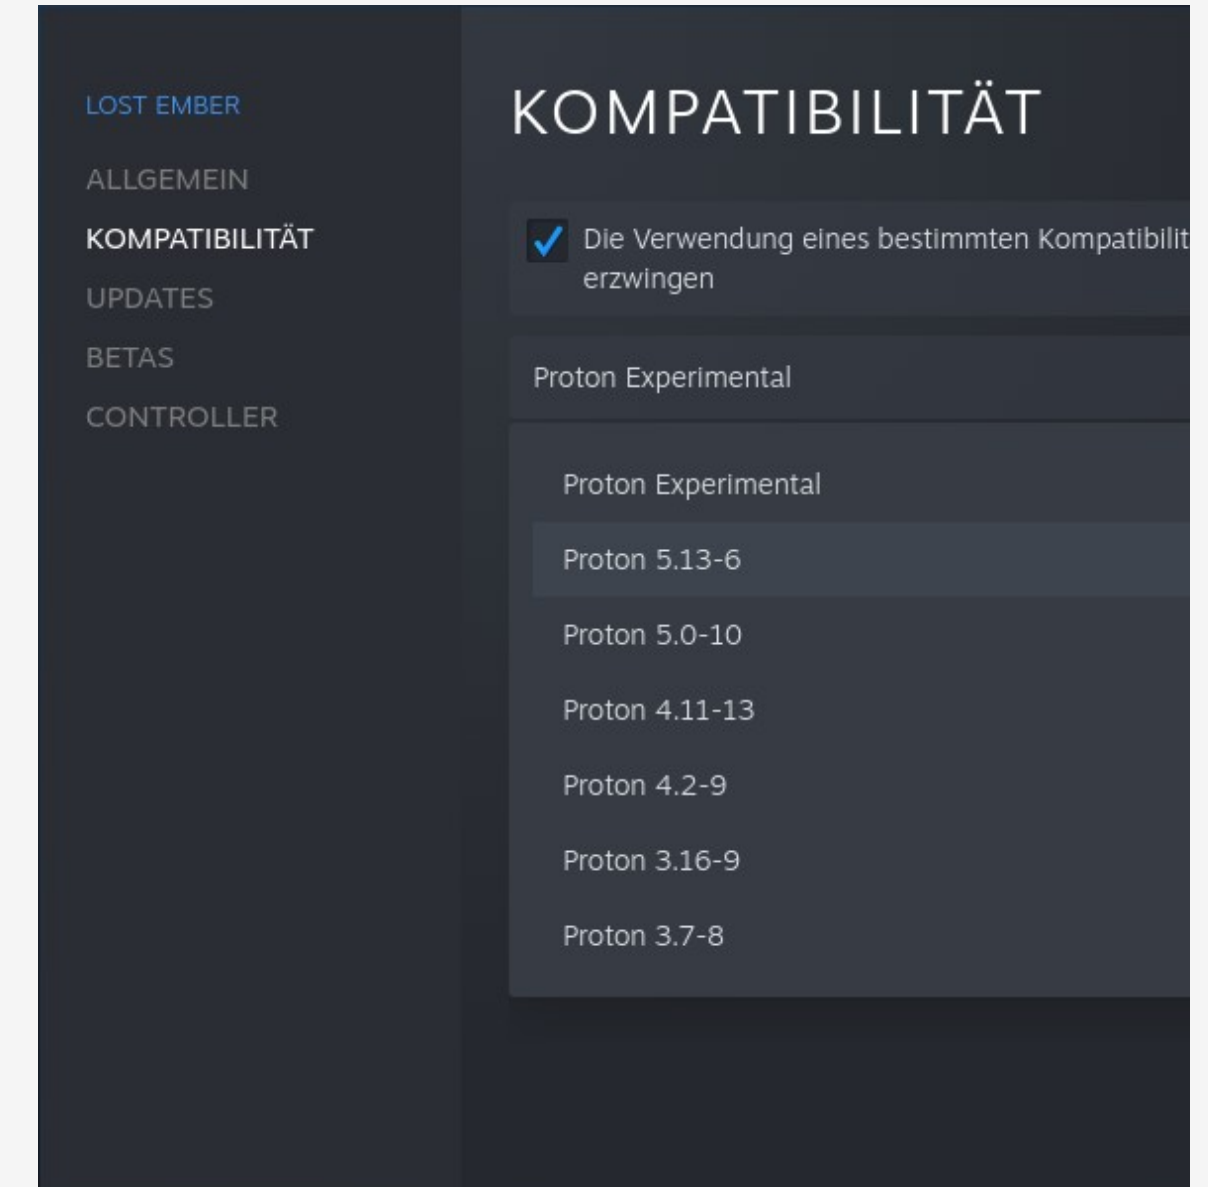 LOST EMBER
ALLGEMEIN
KOMPATIBILITÄT
UPDATES
BETAS
CONTROLLER
KOMPATIBILITÄT
Die Verwendung eines bestimmten Kompatibilit
erzwingen
Proton Experimental
Proton Experimental
Proton 5.13-6
Proton 5.0-10
Proton 4.11-13
Proton 4.2-9
Proton 3.16-9
Proton 3.7-8